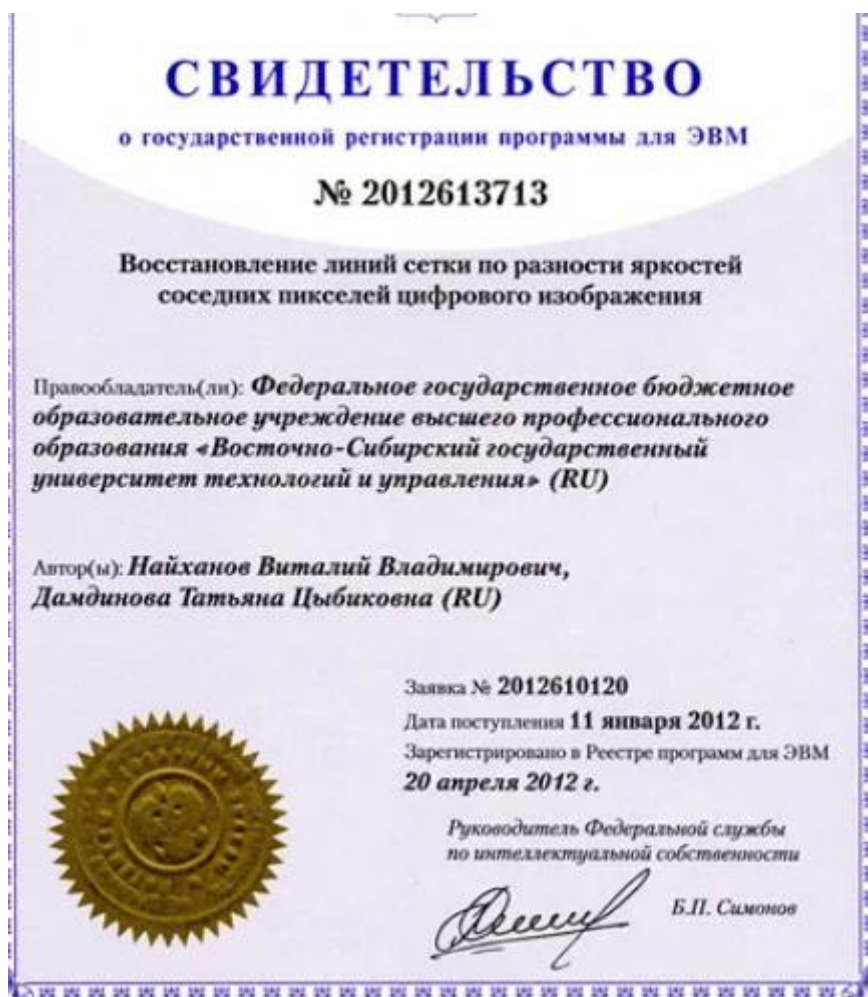 СВИДЕТЕЛЬСТВО
о государственной регистрации программы для ЭВМ
№ 2012613713
Восстановление линий сетки по разности яркостей
соседних пикселей цифрового изображения
Правообладатель(ли): Федеральное государственное бюджетное
образовательное учреждение высшего профессионального
образования «Восточно-Сибирский государственный
университет технологий и управления» (RU)
Автор(ы): Найханов Виталий Владимирович,
Дамдинова Татьяна Цыбиковна (RU)
Заявка № 2012610120
Дата поступления 11 января 2012 г.
Зарегистрировано в Реестре программ для ЭВМ
20 апреля 2012 г.
Руководитель Федеральной службы
по интеллектуальной собственности
Б.П. Симонов